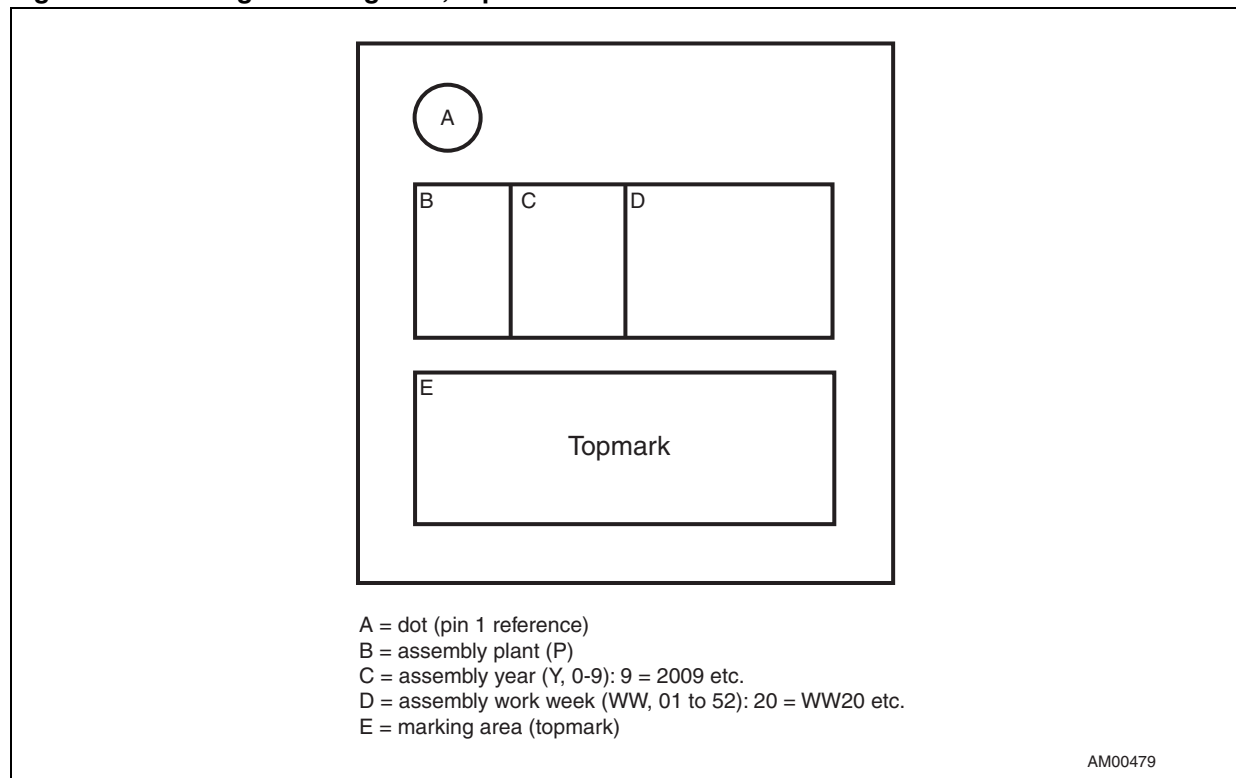 A
B
C
D
E
Topmark
A = dot (pin 1 reference)
B = assembly plant (P)
C = assembly year (Y, 0-9): 9 = 2009 etc.
D = assembly work week (WW, 01 to 52): 20 = WW20 etc.
E = marking area (topmark)
AM00479